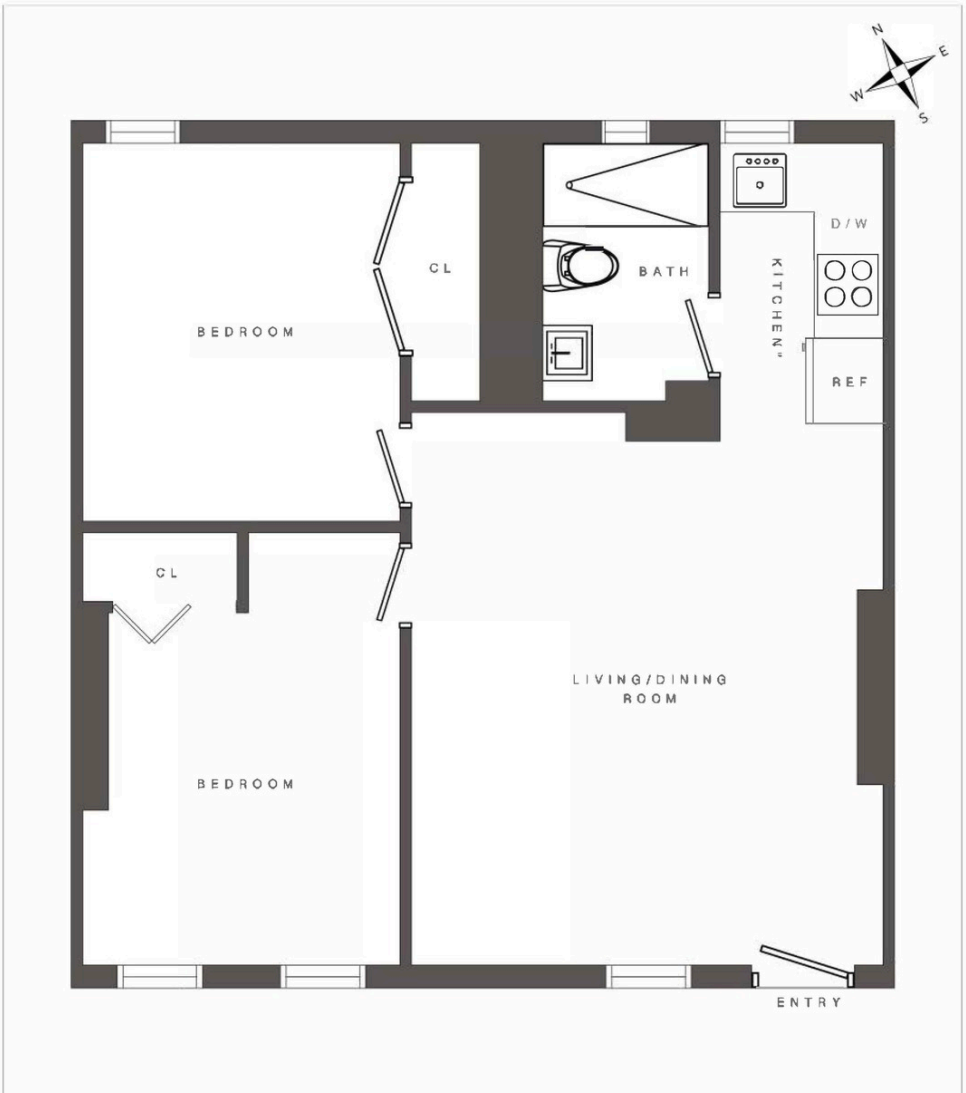 N
E
W
S
D/W
KITCHEN"
CL
BATH
BEDROOM
REF
CL
LIVING/DINING
ROOM
BEDROOM
ENTRY